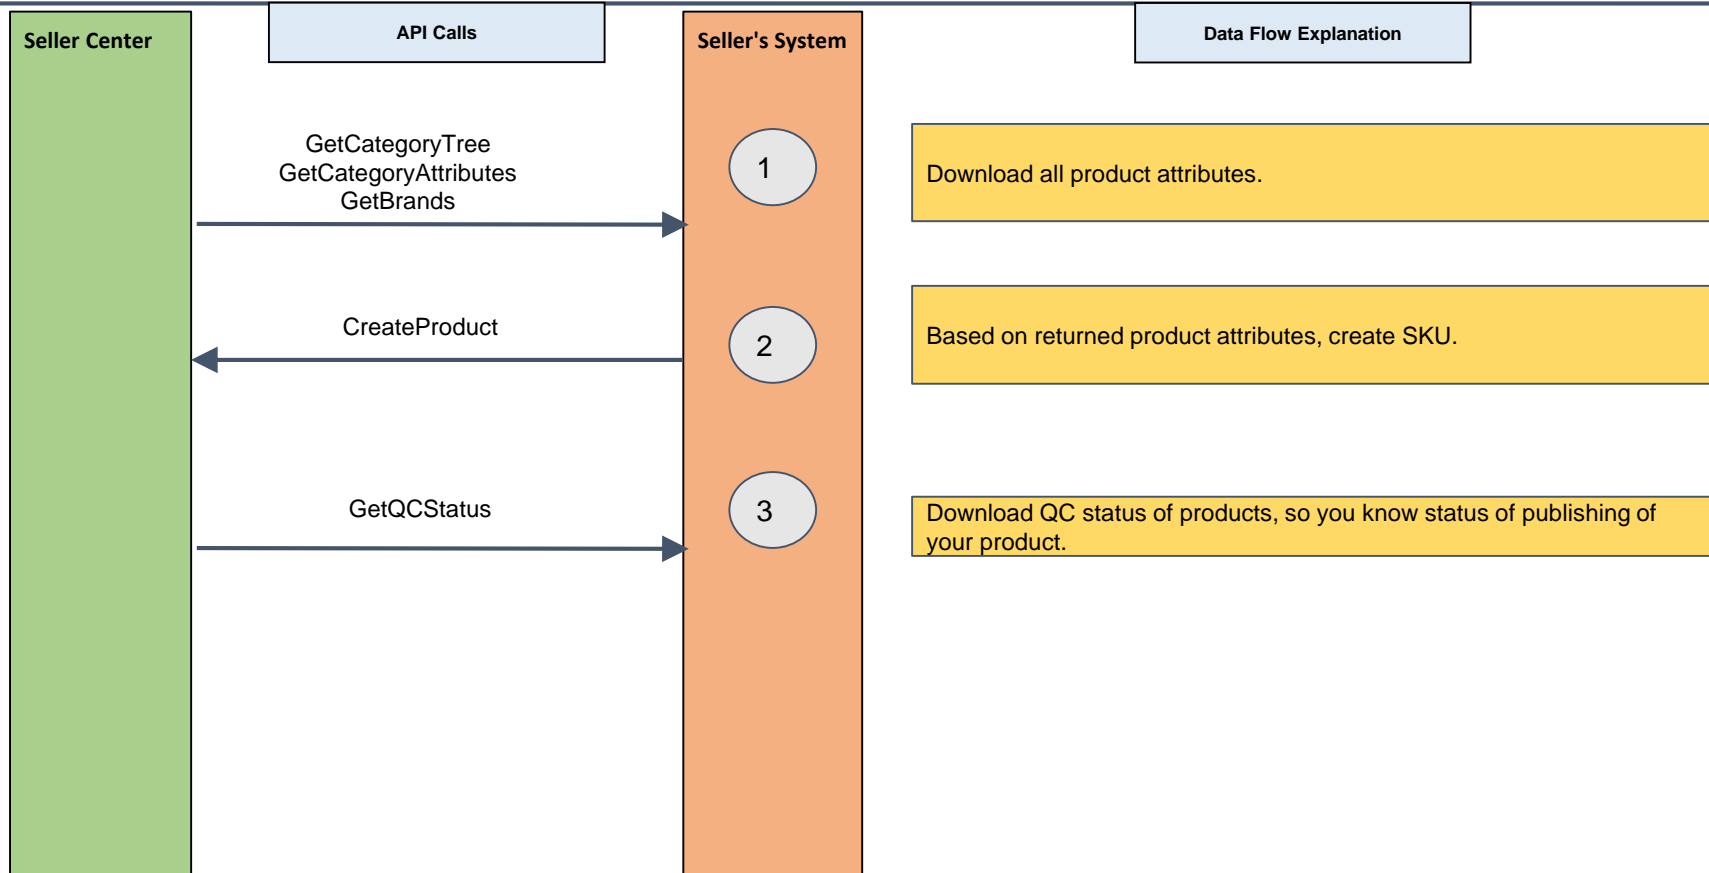 Seller Center
API Calls
Seller's System
Data Flow Explanation
GetCategoryTree
GetCategoryAttributes
GetBrands
1
Download all product attributes.
CreateProduct
2
Based on returned product attributes, create SKU.
GetQCStatus
3
Download QC status of products, so you know status of publishing of
your product.